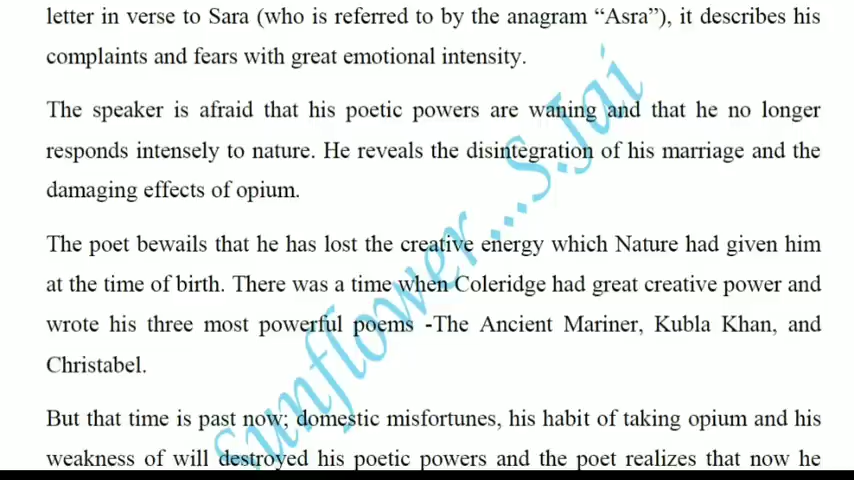 letter in verse to Sara (who is referred to by the anagram “Asra”), it describes his
complaints and fears with great emotional intensity.
The speaker is afraid that his poetic powers are waning and that he no longer
responds intensely to nature. He reveals the disintegration of his marriage and the
damaging effects of opium.
The poet bewails that he has lost the creative energy which Nature had given him
at the time of birth. There was a time when Coleridge had great creative power and
wrote his three most powerful poems -The Ancient Mariner, Kubla Khan, and
Christabel.
But that time is past now; domestic misfortunes, his habit of taking opium and his
weakness of will destroyed his poetic powers and the poet realizes that now he
Sunflower...S.Jai